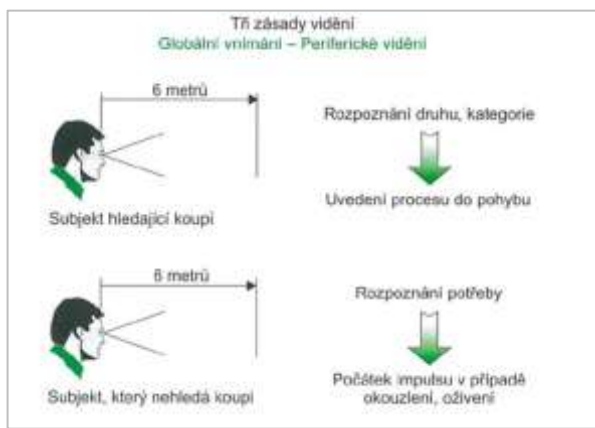 Tři zásady vidění
Globální vnímání – Periferické vidění
6 metrů
Rozpoznání druhu, kategorie
Uvedení procesu do pohybu
Subjekt hledající koupí
6 metrů
Rozpoznání potřeby
Počátek impulsu v případě
okouzlení, oživení
Subjekt, který nehledá koupi